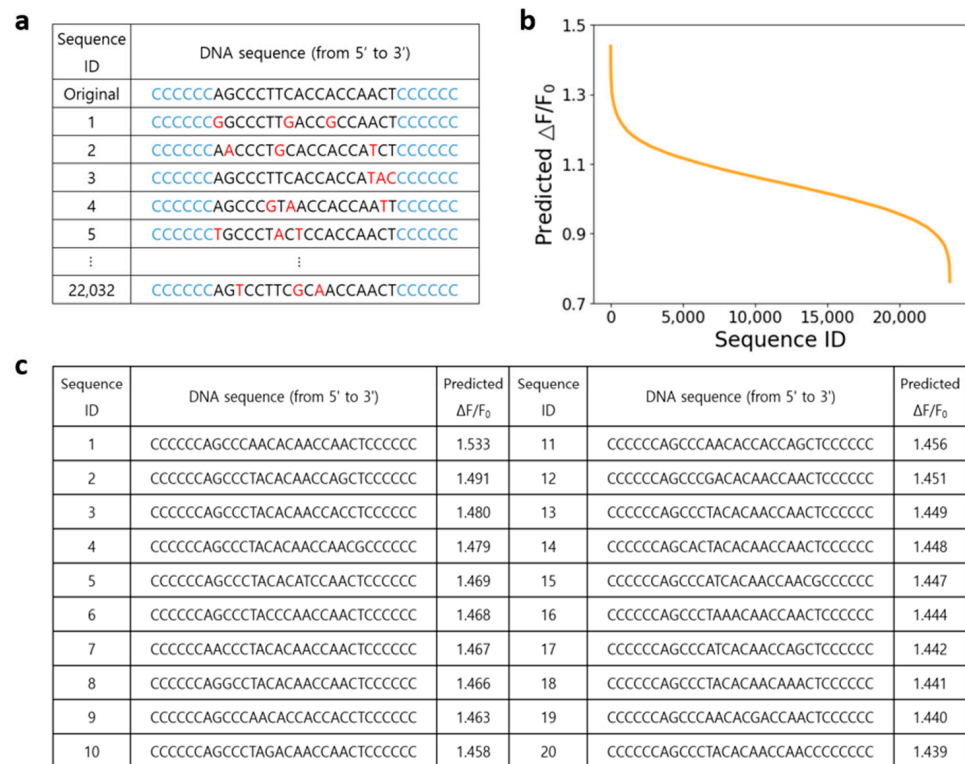 a
Sequence ID DNA sequence (from 5' to 3')
Original CCCCCCAGCCCTTCACCACCAACTCCCCCC
1 CCCCCCGGCCCTTGACCGCCAACTCCCCCC
2 CCCCCCAACCCTGCACCACCATCTCCCCCC
3 CCCCCCAGCCCTTCACCACCATACCCCCCC
4 CCCCCCAGCCCGTAACCACCAATTCCCCCC
5 CCCCCCTGCCCTACTCCACCAACTCCCCCC
⋮ ⋮
22,032 CCCCCCAGTCCTTCGCAACCAACTCCCCCC
b
Predicted ΔF/F₀
1.5
1.3
1.1
0.9
0.7
0 5,000 10,000 15,000 20,000
Sequence ID
c
Sequence ID DNA sequence (from 5' to 3') Predicted ΔF/F₀ Sequence ID DNA sequence (from 5' to 3') Predicted ΔF/F₀
1 CCCCCCAGCCCAACACAACCAACTCCCCCC 1.533 11 CCCCCCAGCCCAACACCACCAGCTCCCCCC 1.456
2 CCCCCCAGCCCTACACAACCAGCTCCCCCC 1.491 12 CCCCCCAGCCCGACACAACCAACTCCCCCC 1.451
3 CCCCCCAGCCCTACACAACCACCTCCCCCC 1.480 13 CCCCCCAGCCCTACACAACCAACTCCCCCC 1.449
4 CCCCCCAGCCCTACACAACCAACGCCCCCC 1.479 14 CCCCCCAGCACTACACAACCAACTCCCCCC 1.448
5 CCCCCCAGCCCTACACATCCAACTCCCCCC 1.469 15 CCCCCCAGCCCATCACAACCAACGCCCCCC 1.447
6 CCCCCCAGCCCTACCCAACCAACTCCCCCC 1.468 16 CCCCCCAGCCCTAAACAACCAACTCCCCCC 1.444
7 CCCCCCAACCCTACACAACCAACTCCCCCC 1.467 17 CCCCCCAGCCCATCACAACCAGCTCCCCCC 1.442
8 CCCCCCAGGCCTACACAACCAACTCCCCCC 1.466 18 CCCCCCAGCCCTACACAACAAACTCCCCCC 1.441
9 CCCCCCAGCCCAACACCACCACCTCCCCCC 1.463 19 CCCCCCAGCCCAACACGACCAACTCCCCCC 1.440
10 CCCCCCAGCCCTAGACAACCAACTCCCCCC 1.458 20 CCCCCCAGCCCTACACAACCAACCCCCCCC 1.439